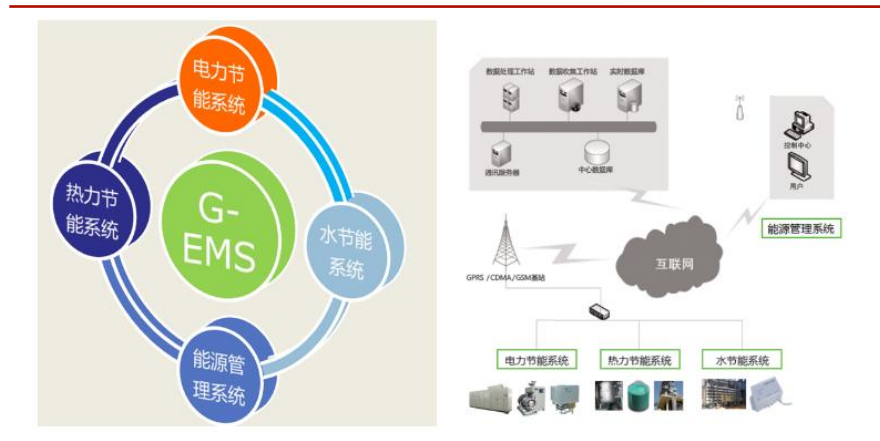 电力节
能系统
热力节
能系统
G-
EMS
水节能
系统
能源管
理系统
数据处理工作站
数据收集工作站
实时数据库
通讯服务器
中心数据库
控制中心
用户
能源管理系统
互联网
GPRS /CDMA/GSM基站
电力节能系统
热力节能系统
水节能系统